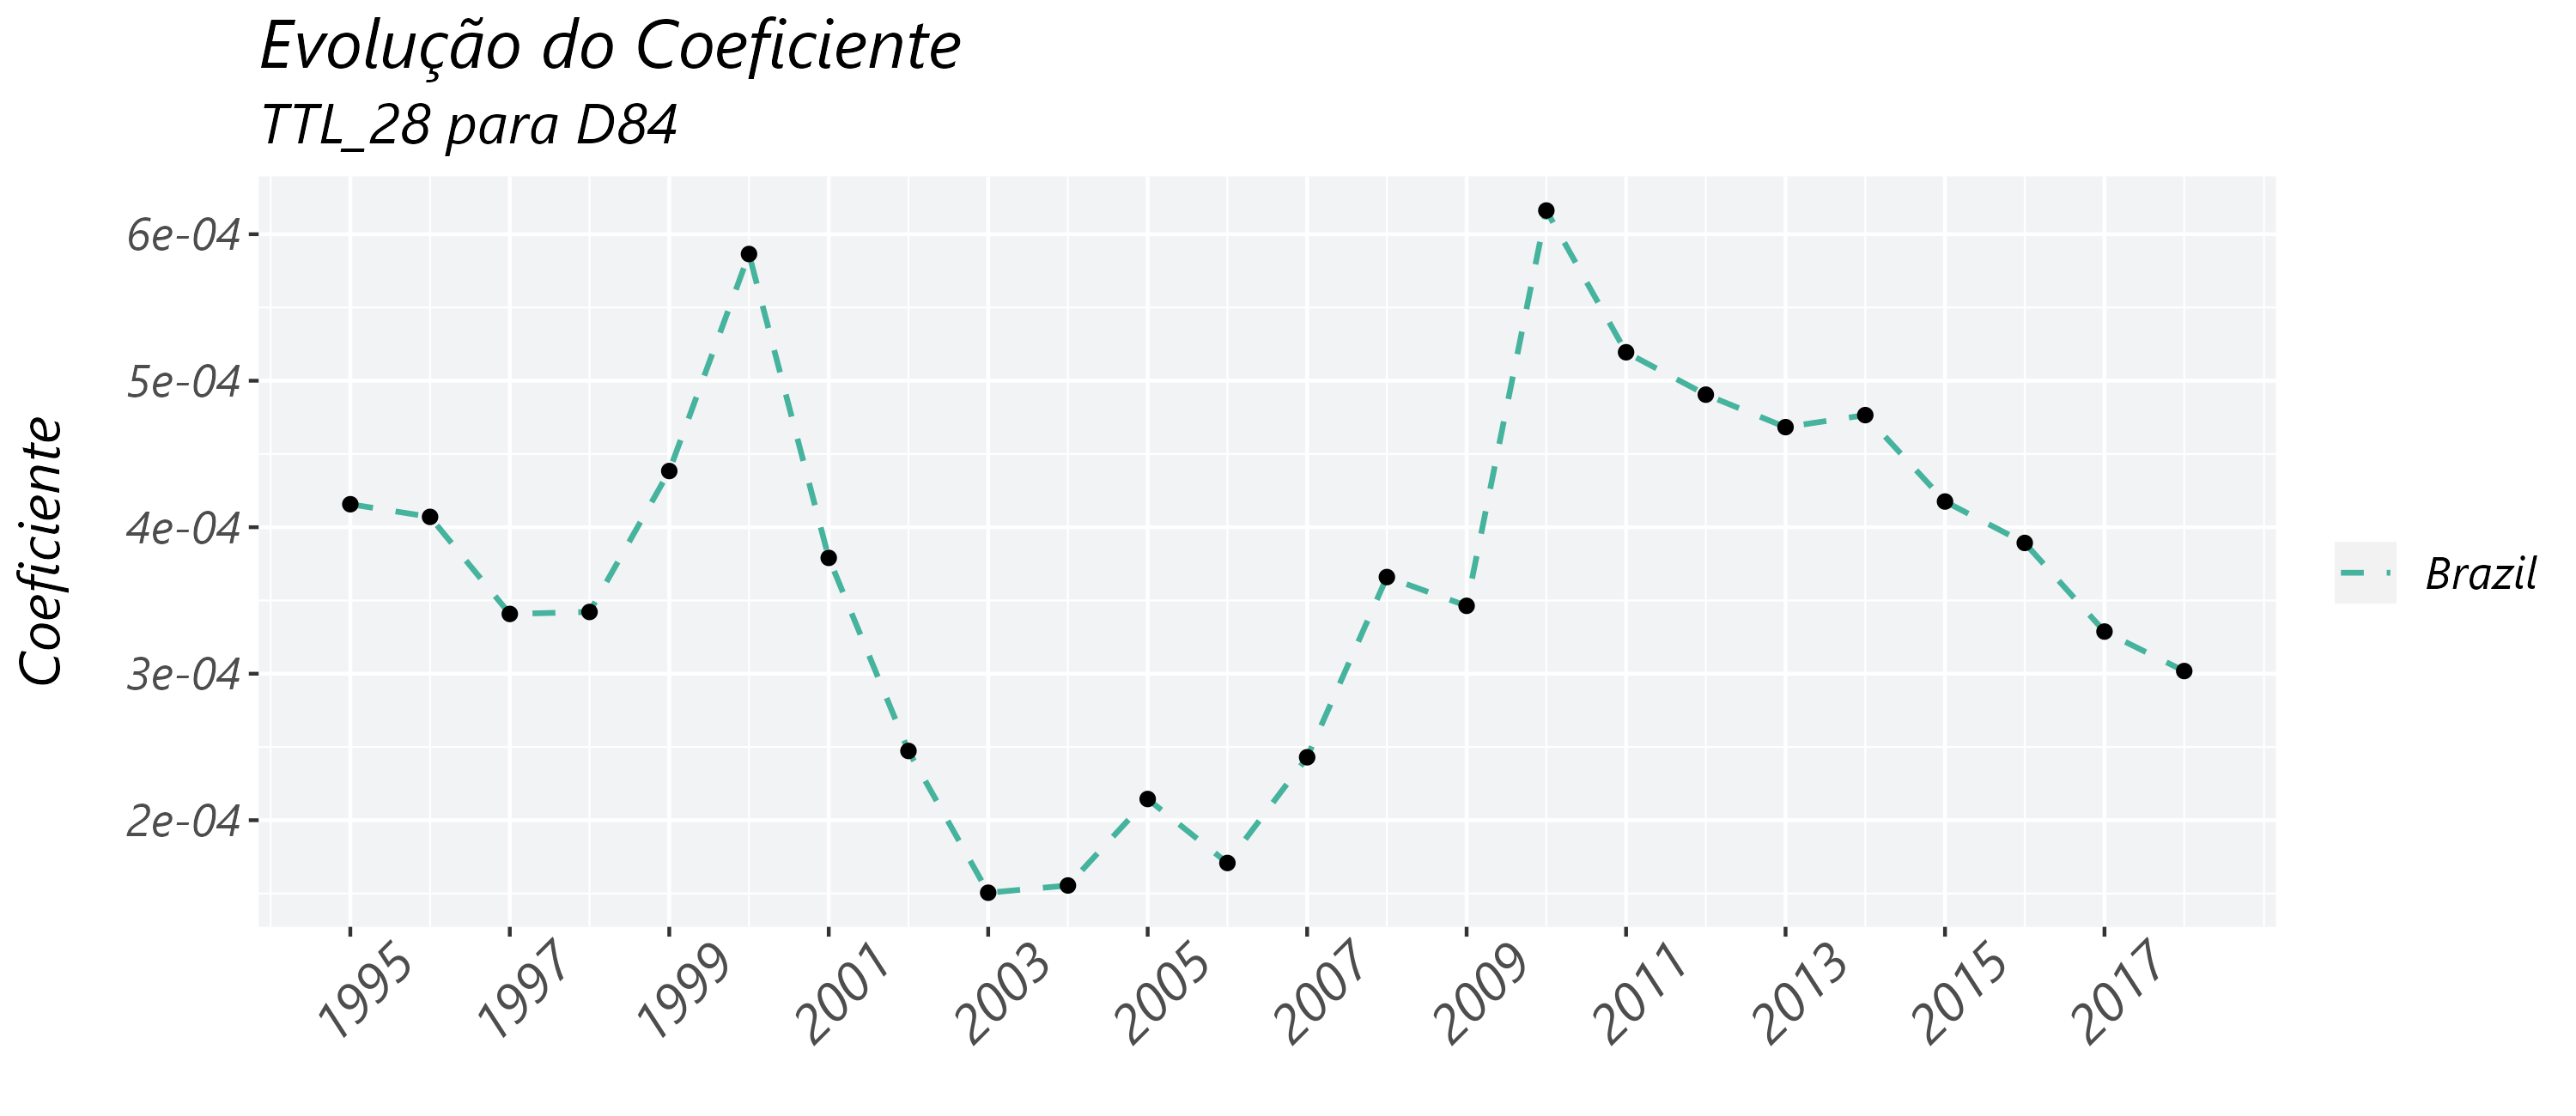 Evolução do Coeficiente
TTL_28 para D84
Coeficiente
6e-04
5e-04
4e-04
3e-04
2e-04
1995
1997
1999
2001
2003
2005
2007
2009
2011
2013
2015
2017
Brazil